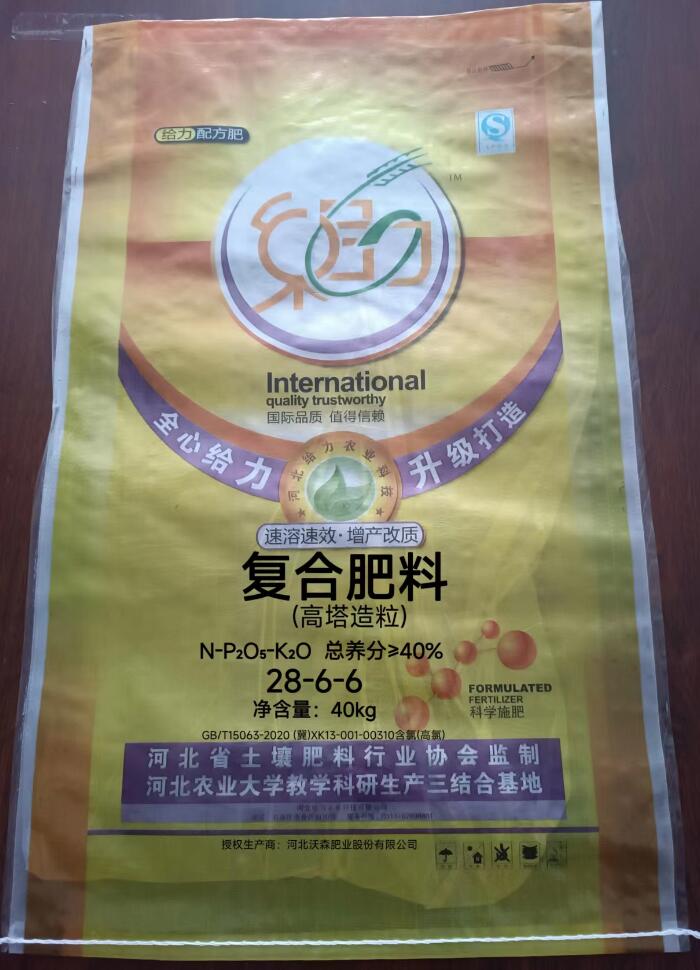 给力 配方肥
TM
International
quality trustworthy
国际品质 值得信赖
全心给力 升级打造
河北给力农业科技
速溶速效·增产改质
复合肥料
(高塔造粒)
N-P₂O₅-K₂O 总养分≥40%
28-6-6
净含量：40kg
FORMULATED
FERTILIZER
科学施肥
GB/T15063-2020 (冀)XK13-001-00310含氯(高氯)
河北省土壤肥料行业协会监制
河北农业大学教学科研生产三结合基地
授权生产商：河北沃森肥业股份有限公司